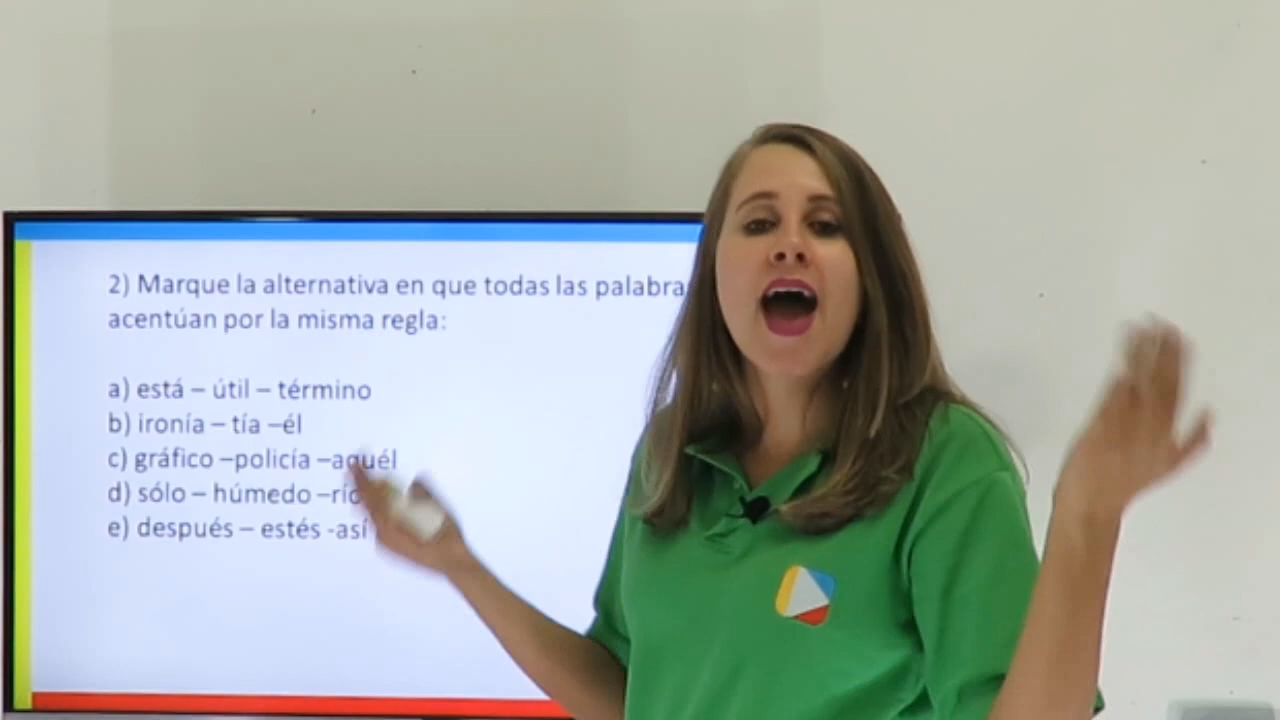 2) Marque la alternativa en que todas las
acentúan por la misma regla:
a) está – útil – término
b) ironía – tía –él
c) gráfico –policía –aquél
d) sólo – húmedo –río
e) después – estés -así